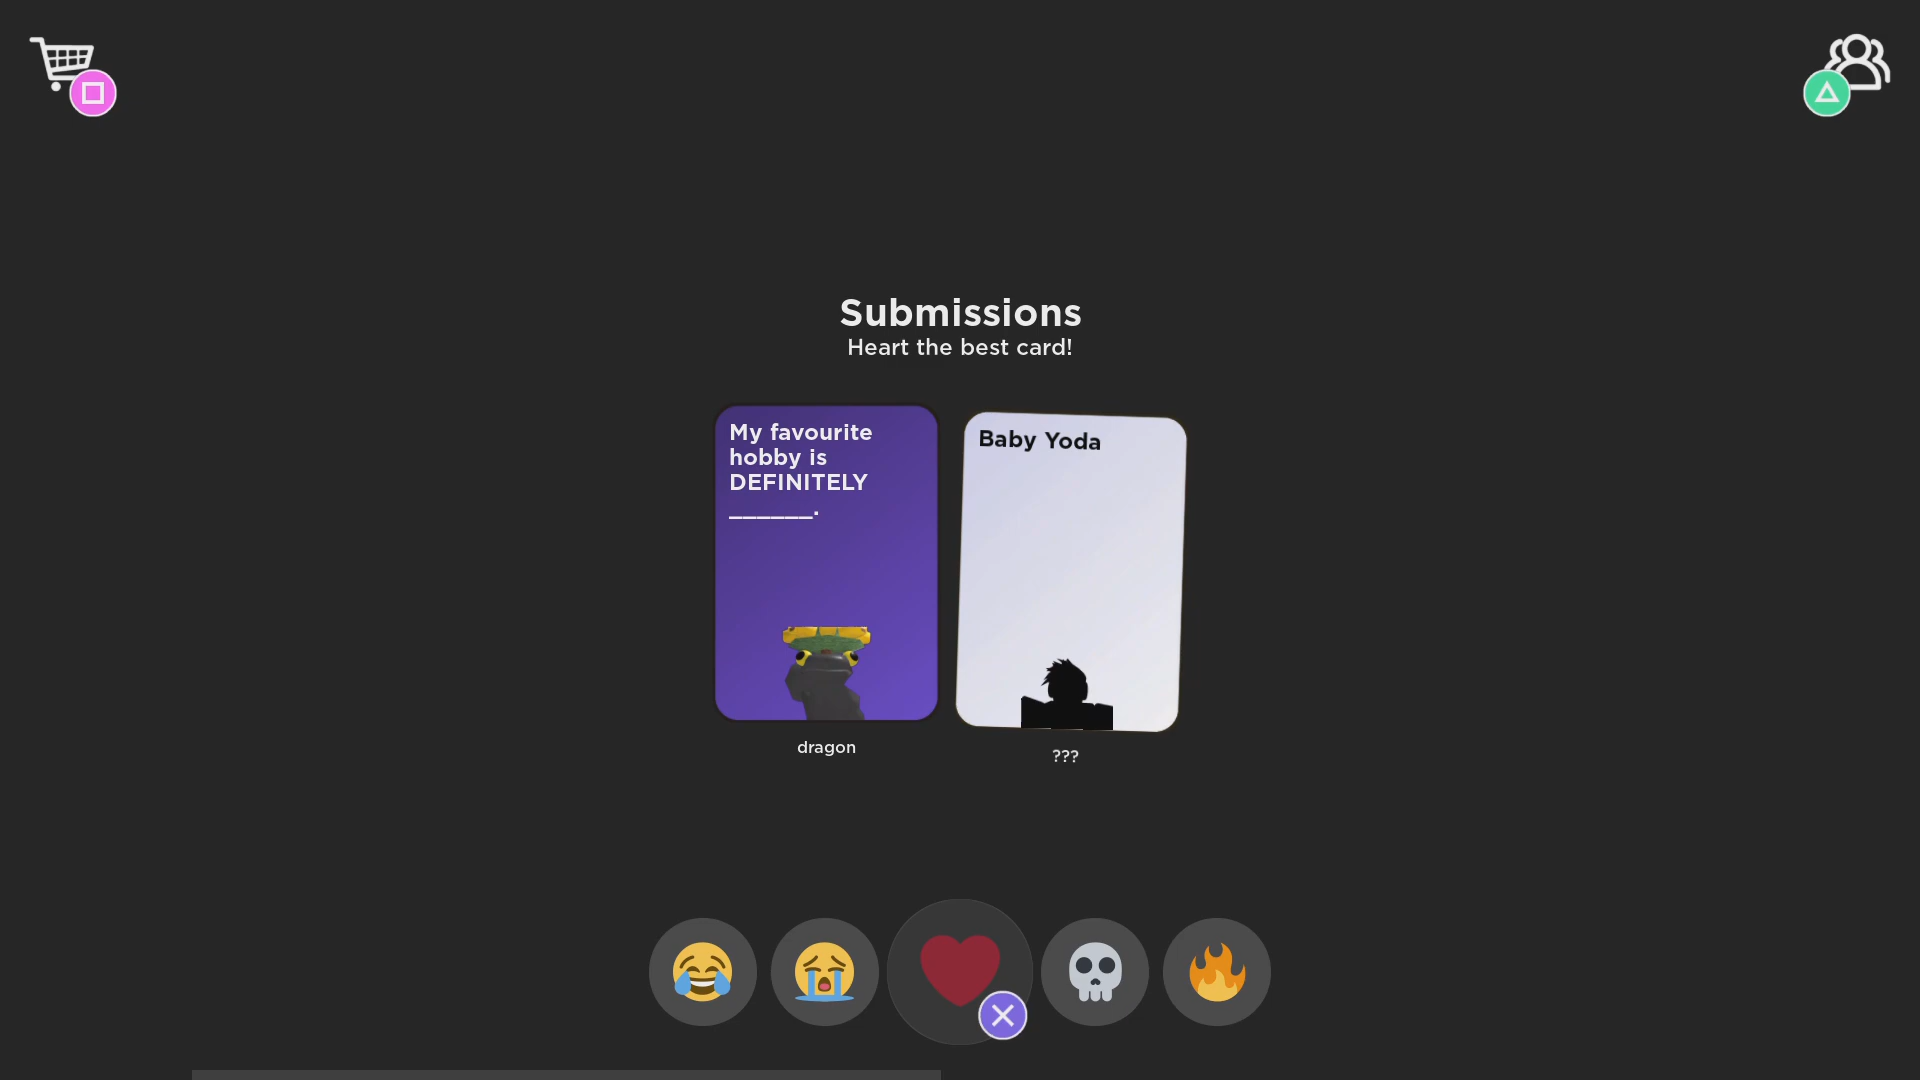 Submissions
Heart the best card!
My favourite
hobby is
DEFINITELY
______.
dragon
Baby Yoda
???